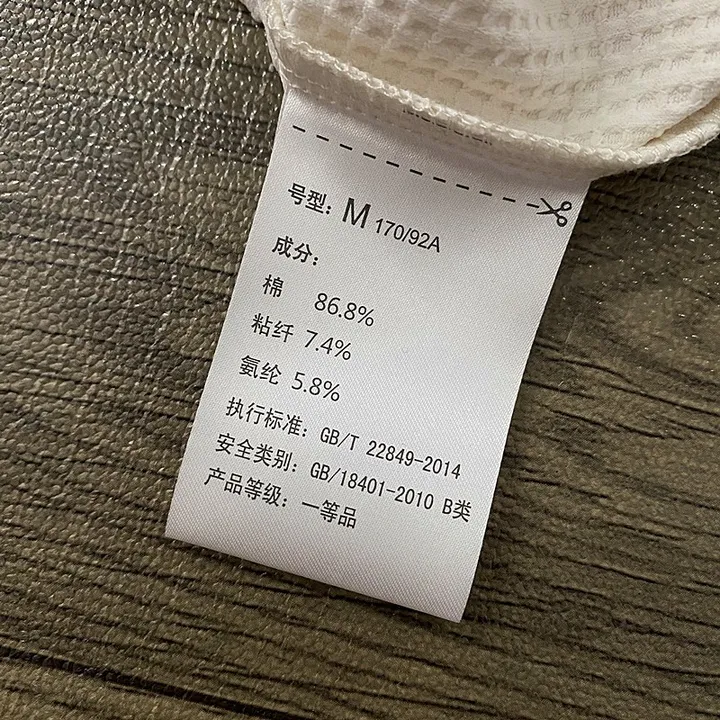 号型：M 170/92A
成分：
棉 86.8%
粘纤 7.4%
氨纶 5.8%
执行标准：GB/T 22849-2014
安全类别：GB/18401-2010 B类
产品等级：一等品